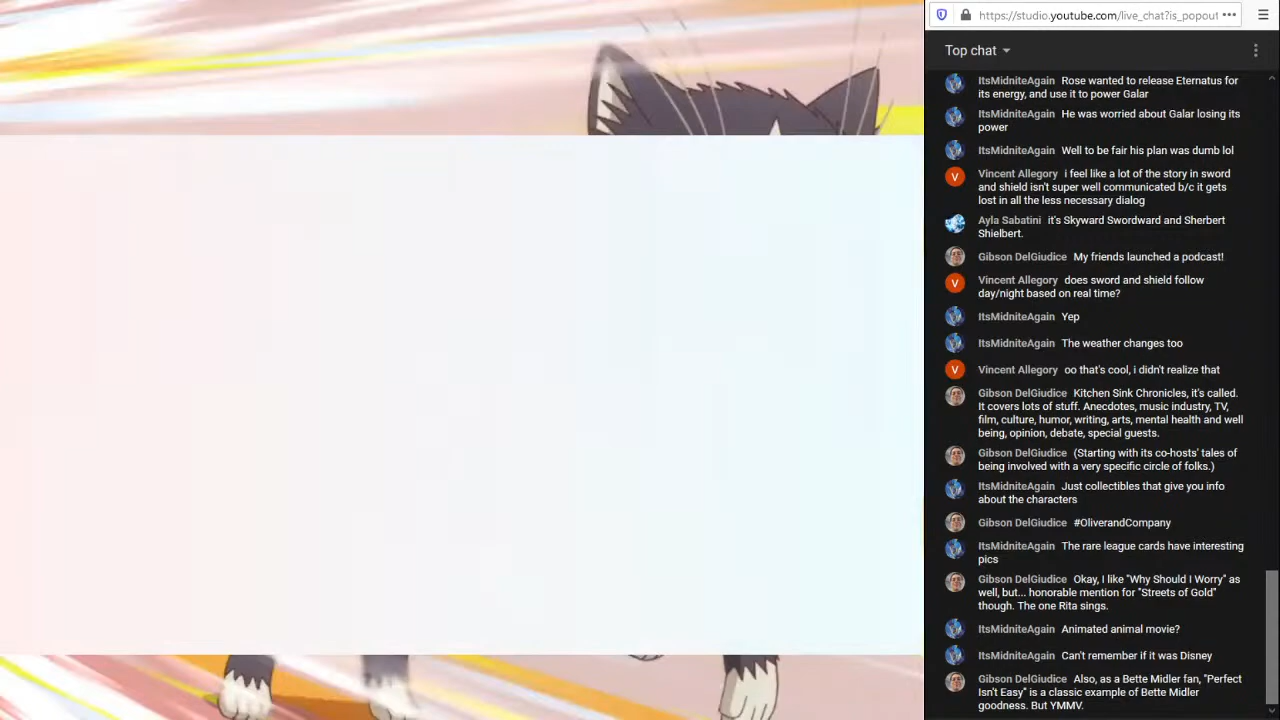 https://studio.youtube.com/live_chat?is_popout
Top chat
ItsMidniteAgain Rose wanted to release Eternatus for
its energy, and use it to power Galar
ItsMidniteAgain He was worried about Galar losing its
power
ItsMidniteAgain Well to be fair his plan was dumb lol
V
Vincent Allegory i feel like a lot of the story in sword
and shield isn't super well communicated b/c it gets
lost in all the less necessary dialog
Ayla Sabatini it's Skyward Swordward and Sherbert
Shielbert.
Gibson DelGiudice My friends launched a podcast!
V
Vincent Allegory does sword and shield follow
day/night based on real time?
ItsMidniteAgain Yep
ItsMidniteAgain The weather changes too
V
Vincent Allegory oo that's cool, i didn't realize that
Gibson DelGiudice Kitchen Sink Chronicles, it's called.
It covers lots of stuff. Anecdotes, music industry, TV,
film, culture, humor, writing, arts, mental health and well
being, opinion, debate, special guests.
Gibson DelGiudice (Starting with its co-hosts' tales of
being involved with a very specific circle of folks.)
ItsMidniteAgain Just collectibles that give you info
about the characters
Gibson DelGiudice #OliverandCompany
ItsMidniteAgain The rare league cards have interesting
pics
Gibson DelGiudice Okay, I like "Why Should I Worry" as
well, but... honorable mention for "Streets of Gold"
though. The one Rita sings.
ItsMidniteAgain Animated animal movie?
ItsMidniteAgain Can't remember if it was Disney
Gibson DelGiudice Also, as a Bette Midler fan, "Perfect
Isn't Easy" is a classic example of Bette Midler
goodness. But YMMV.